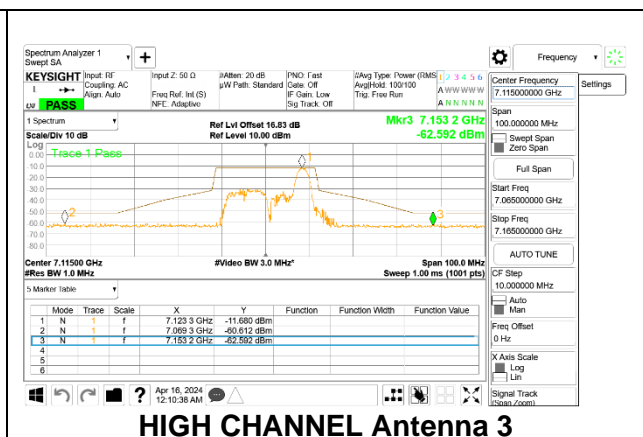 Spectrum Analyzer 1
Swept SA
+
Frequency
KEYSIGHT Input: RF Input Z: 50 Ω #Atten: 20 dB PNO: Fast #Avg Type: Power (RMS 1 2 3 4 5 6
L Coupling: AC µW Path: Standard Gate: Off Avg|Hold: 100/100 A W W W W W
Align: Auto Freq Ref: Int (S) IF Gain: Low Trig: Free Run
LXI PASS NFE: Adaptive Sig Track: Off A N N N N N
1 Spectrum Ref Lvl Offset 16.83 dB Mkr3 7.153 2 GHz
Scale/Div 10 dB Ref Level 10.00 dBm -62.592 dBm
Log
0.00 Trace 1 Pass
-10.0
-20.0
-30.0
-40.0
-50.0
-60.0
-70.0
-80.0
1
2
3
Center 7.11500 GHz #Video BW 3.0 MHz* Span 100.0 MHz
#Res BW 1.0 MHz Sweep 1.00 ms (1001 pts)
5 Marker Table
Mode Trace Scale X Y Function Function Width Function Value
1 N 1 f 7.123 3 GHz -11.680 dBm
2 N 1 f 7.069 3 GHz -60.612 dBm
3 N 1 f 7.153 2 GHz -62.592 dBm
4
5
6
Apr 16, 2024
12:10:38 AM
?
Center Frequency
7.115000000 GHz
Settings
Span
100.000000 MHz
Swept Span
Zero Span
Full Span
Start Freq
7.065000000 GHz
Stop Freq
7.165000000 GHz
AUTO TUNE
CF Step
10.000000 MHz
Auto
Man
Freq Offset
0 Hz
X Axis Scale
Log
Lin
Signal Track
(Span Zoom)
HIGH CHANNEL Antenna 3